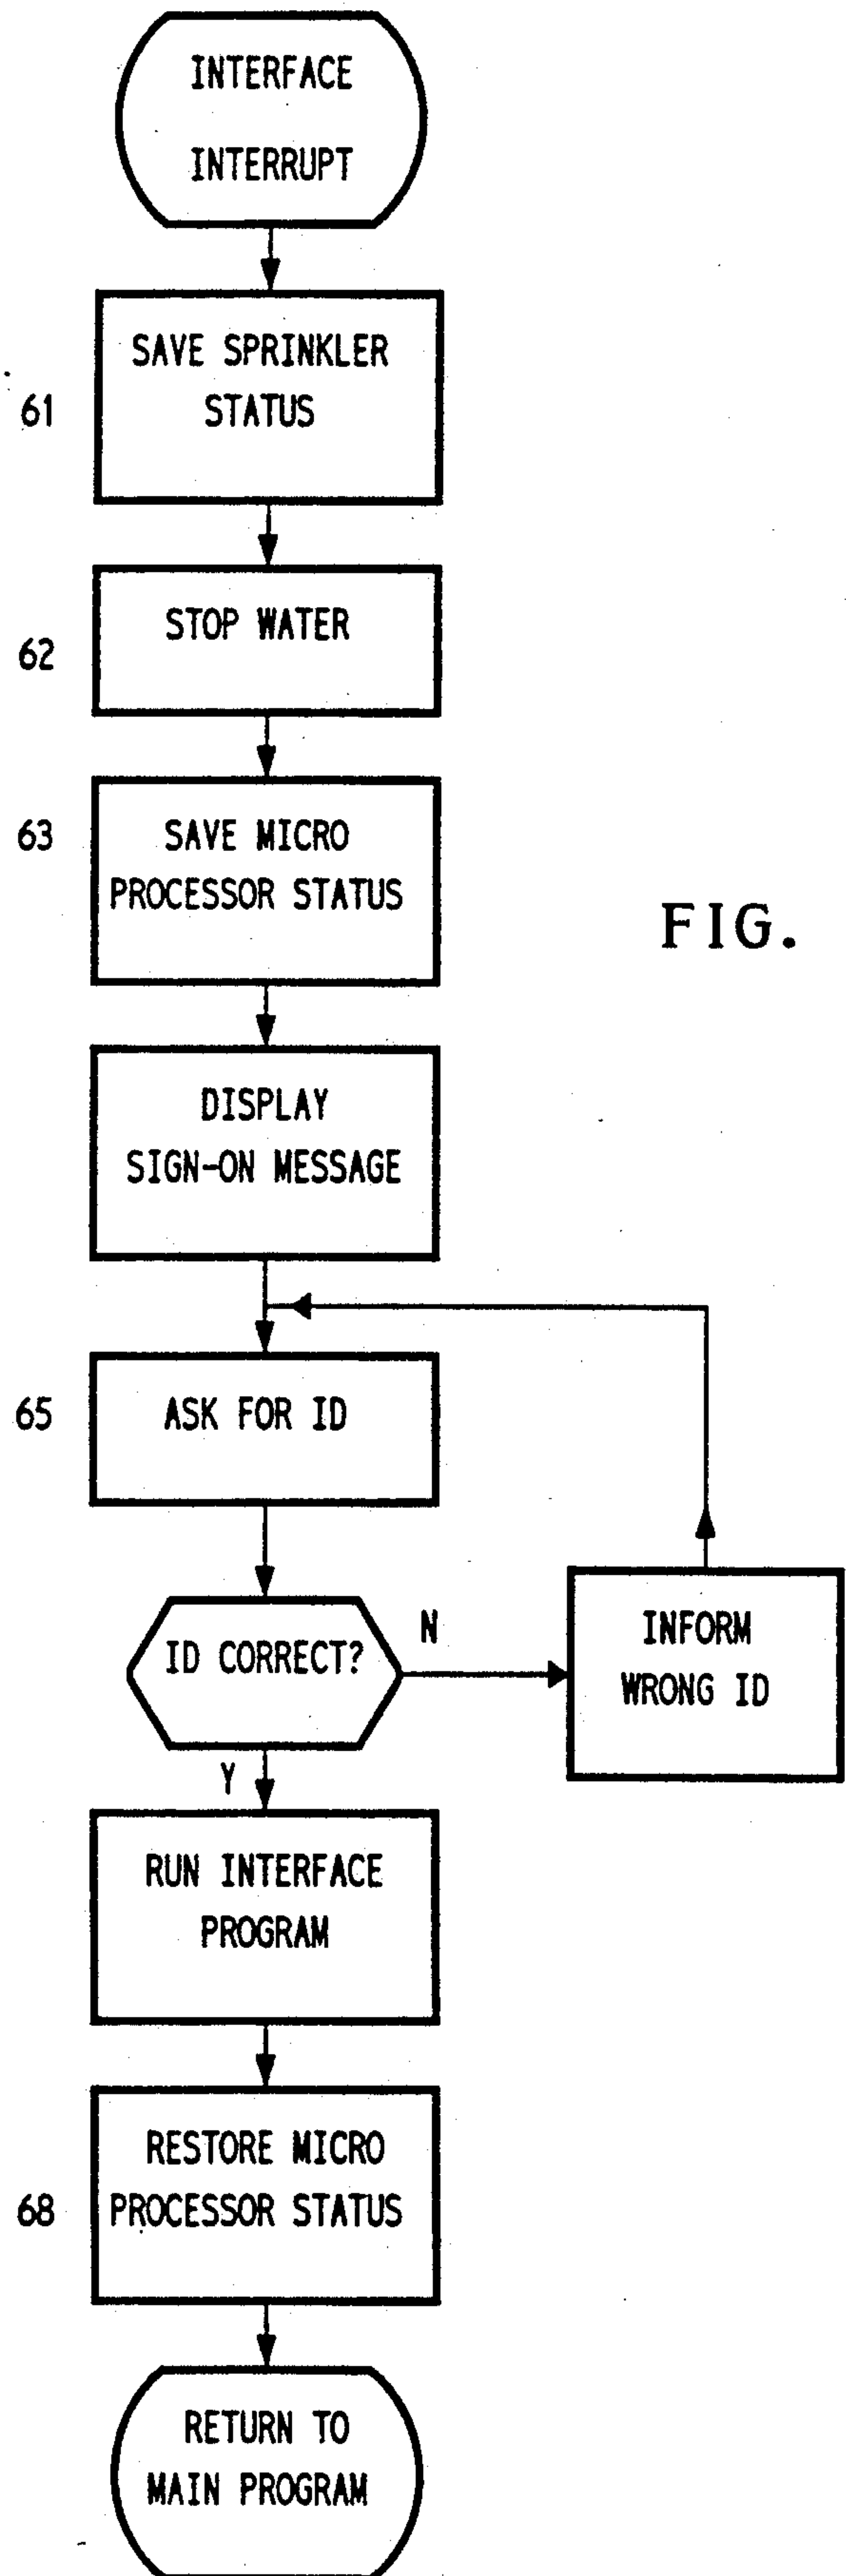 INTERFACE
INTERRUPT
SAVE SPRINKLER
STATUS
61
STOP WATER
62
63
SAVE MICRO
PROCESSOR STATUS
FIG.
DISPLAY
SIGN-ON MESSAGE
65
ASK FOR ID
ID CORRECT?
N
INFORM
WRONG ID
Y
RUN INTERFACE
PROGRAM
RESTORE MICRO
68
PROCESSOR STATUS
RETURN TO
MAIN PROGRAM